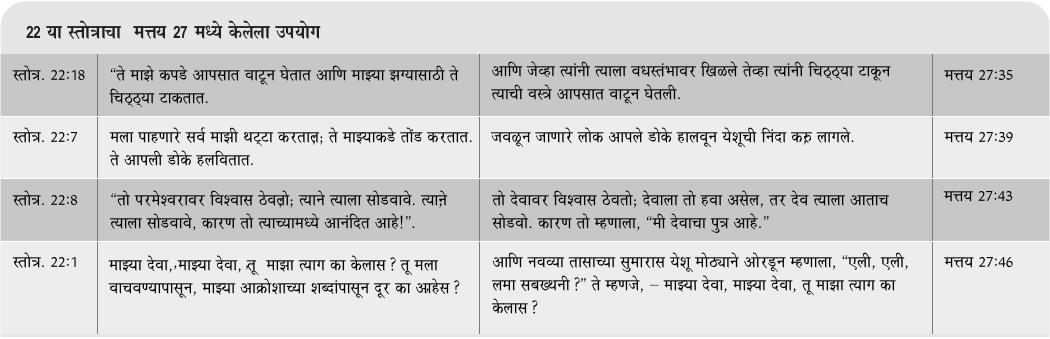 22 या स्तोत्राचा मत्तय 27 मध्ये केलेला उपयोग
स्तोत्र. 22:18
“ते माझे कपडे आपसात वाटून घेतात आणि माझ्या झग्यासाठी ते
चिठ्ठ्या टाकतात.
आणि जेव्हा त्यांनी त्याला वधस्तंभावर खिळले तेव्हा त्यांनी चिठ्ठ्या टाकून
त्याची वस्त्रे आपसात वाटून घेतली.
मत्तय 27:35
स्तोत्र. 22:7
मला पाहणारे सर्व माझी थट्टा करतात; ते माझ्याकडे तोंड करतात.
ते आपली डोके हलवितात.
जवळून जाणारे लोक आपले डोके हालवून येशूची निंदा करू लागले.
मत्तय 27:39
स्तोत्र. 22:8
“तो परमेश्वरावर विश्वास ठेवतो; त्याने त्याला सोडवावे. त्याने
त्याला सोडवावे, कारण तो त्याच्यामध्ये आनंदित आहे!”.
तो देवावर विश्वास ठेवतो; देवाला तो हवा असेल, तर देव त्याला आताच
सोडवो. कारण तो म्हणाला, “मी देवाचा पुत्र आहे.”
मत्तय 27:43
स्तोत्र. 22:1
माझ्या देवा, माझ्या देवा, तू माझा त्याग का केलास ? तू मला
वाचवण्यापासून, माझ्या आक्रोशाच्या शब्दांपासून दूर का आहेस ?
आणि नवव्या तासाच्या सुमारास येशू मोठ्याने ओरडून म्हणाला, “एली, एली,
लमा सबख्थनी ?” ते म्हणजे, – माझ्या देवा, माझ्या देवा, तू माझा त्याग का
केलास ?
मत्तय 27:46